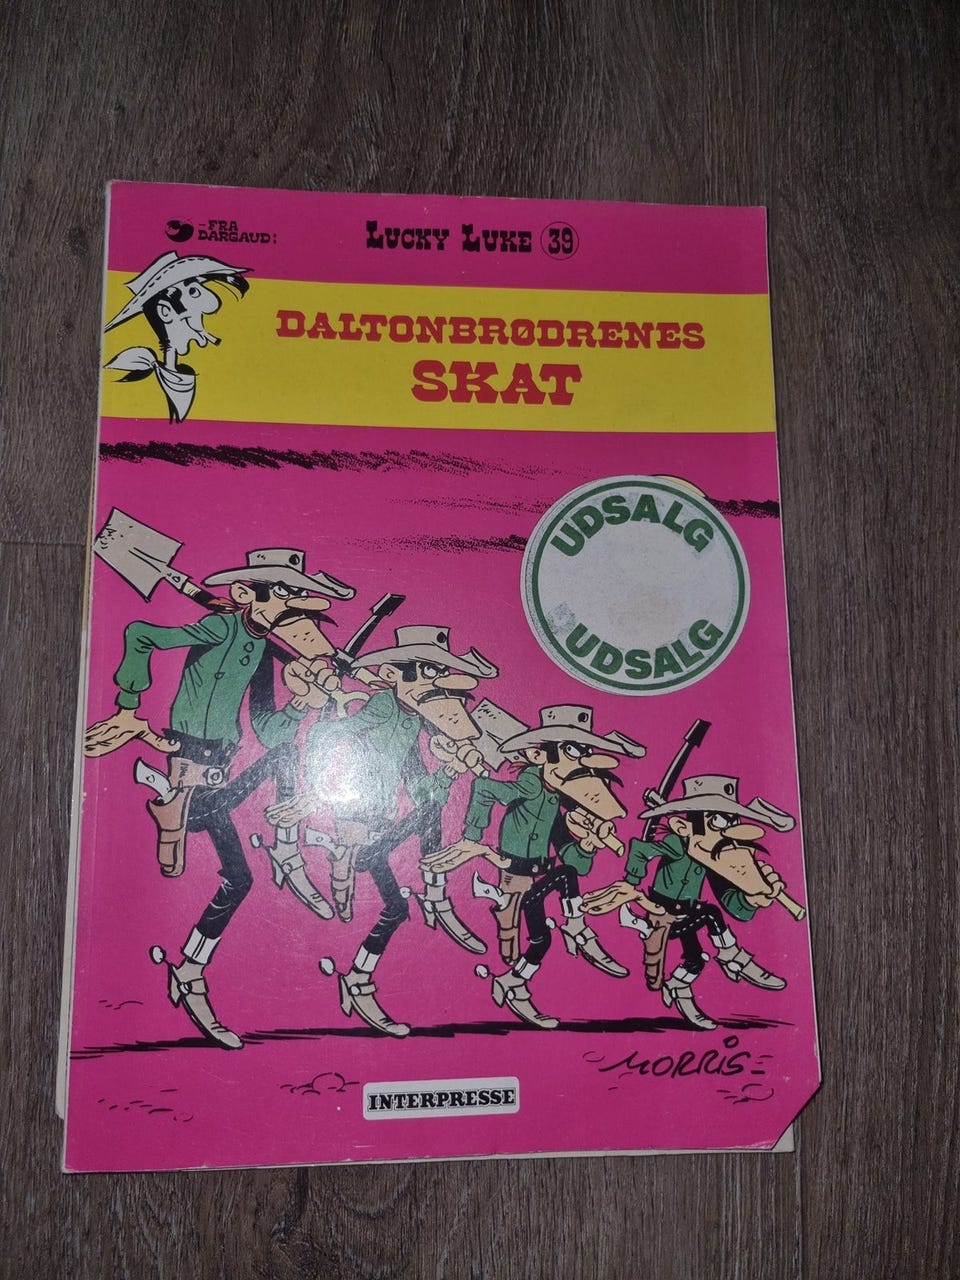 -FRA
DARGAUD:
LUCKY LUKE 39
DALTONBRØDRENES
SKAT
UDSALG
UDSALG
MORRIS
INTERPRESSE